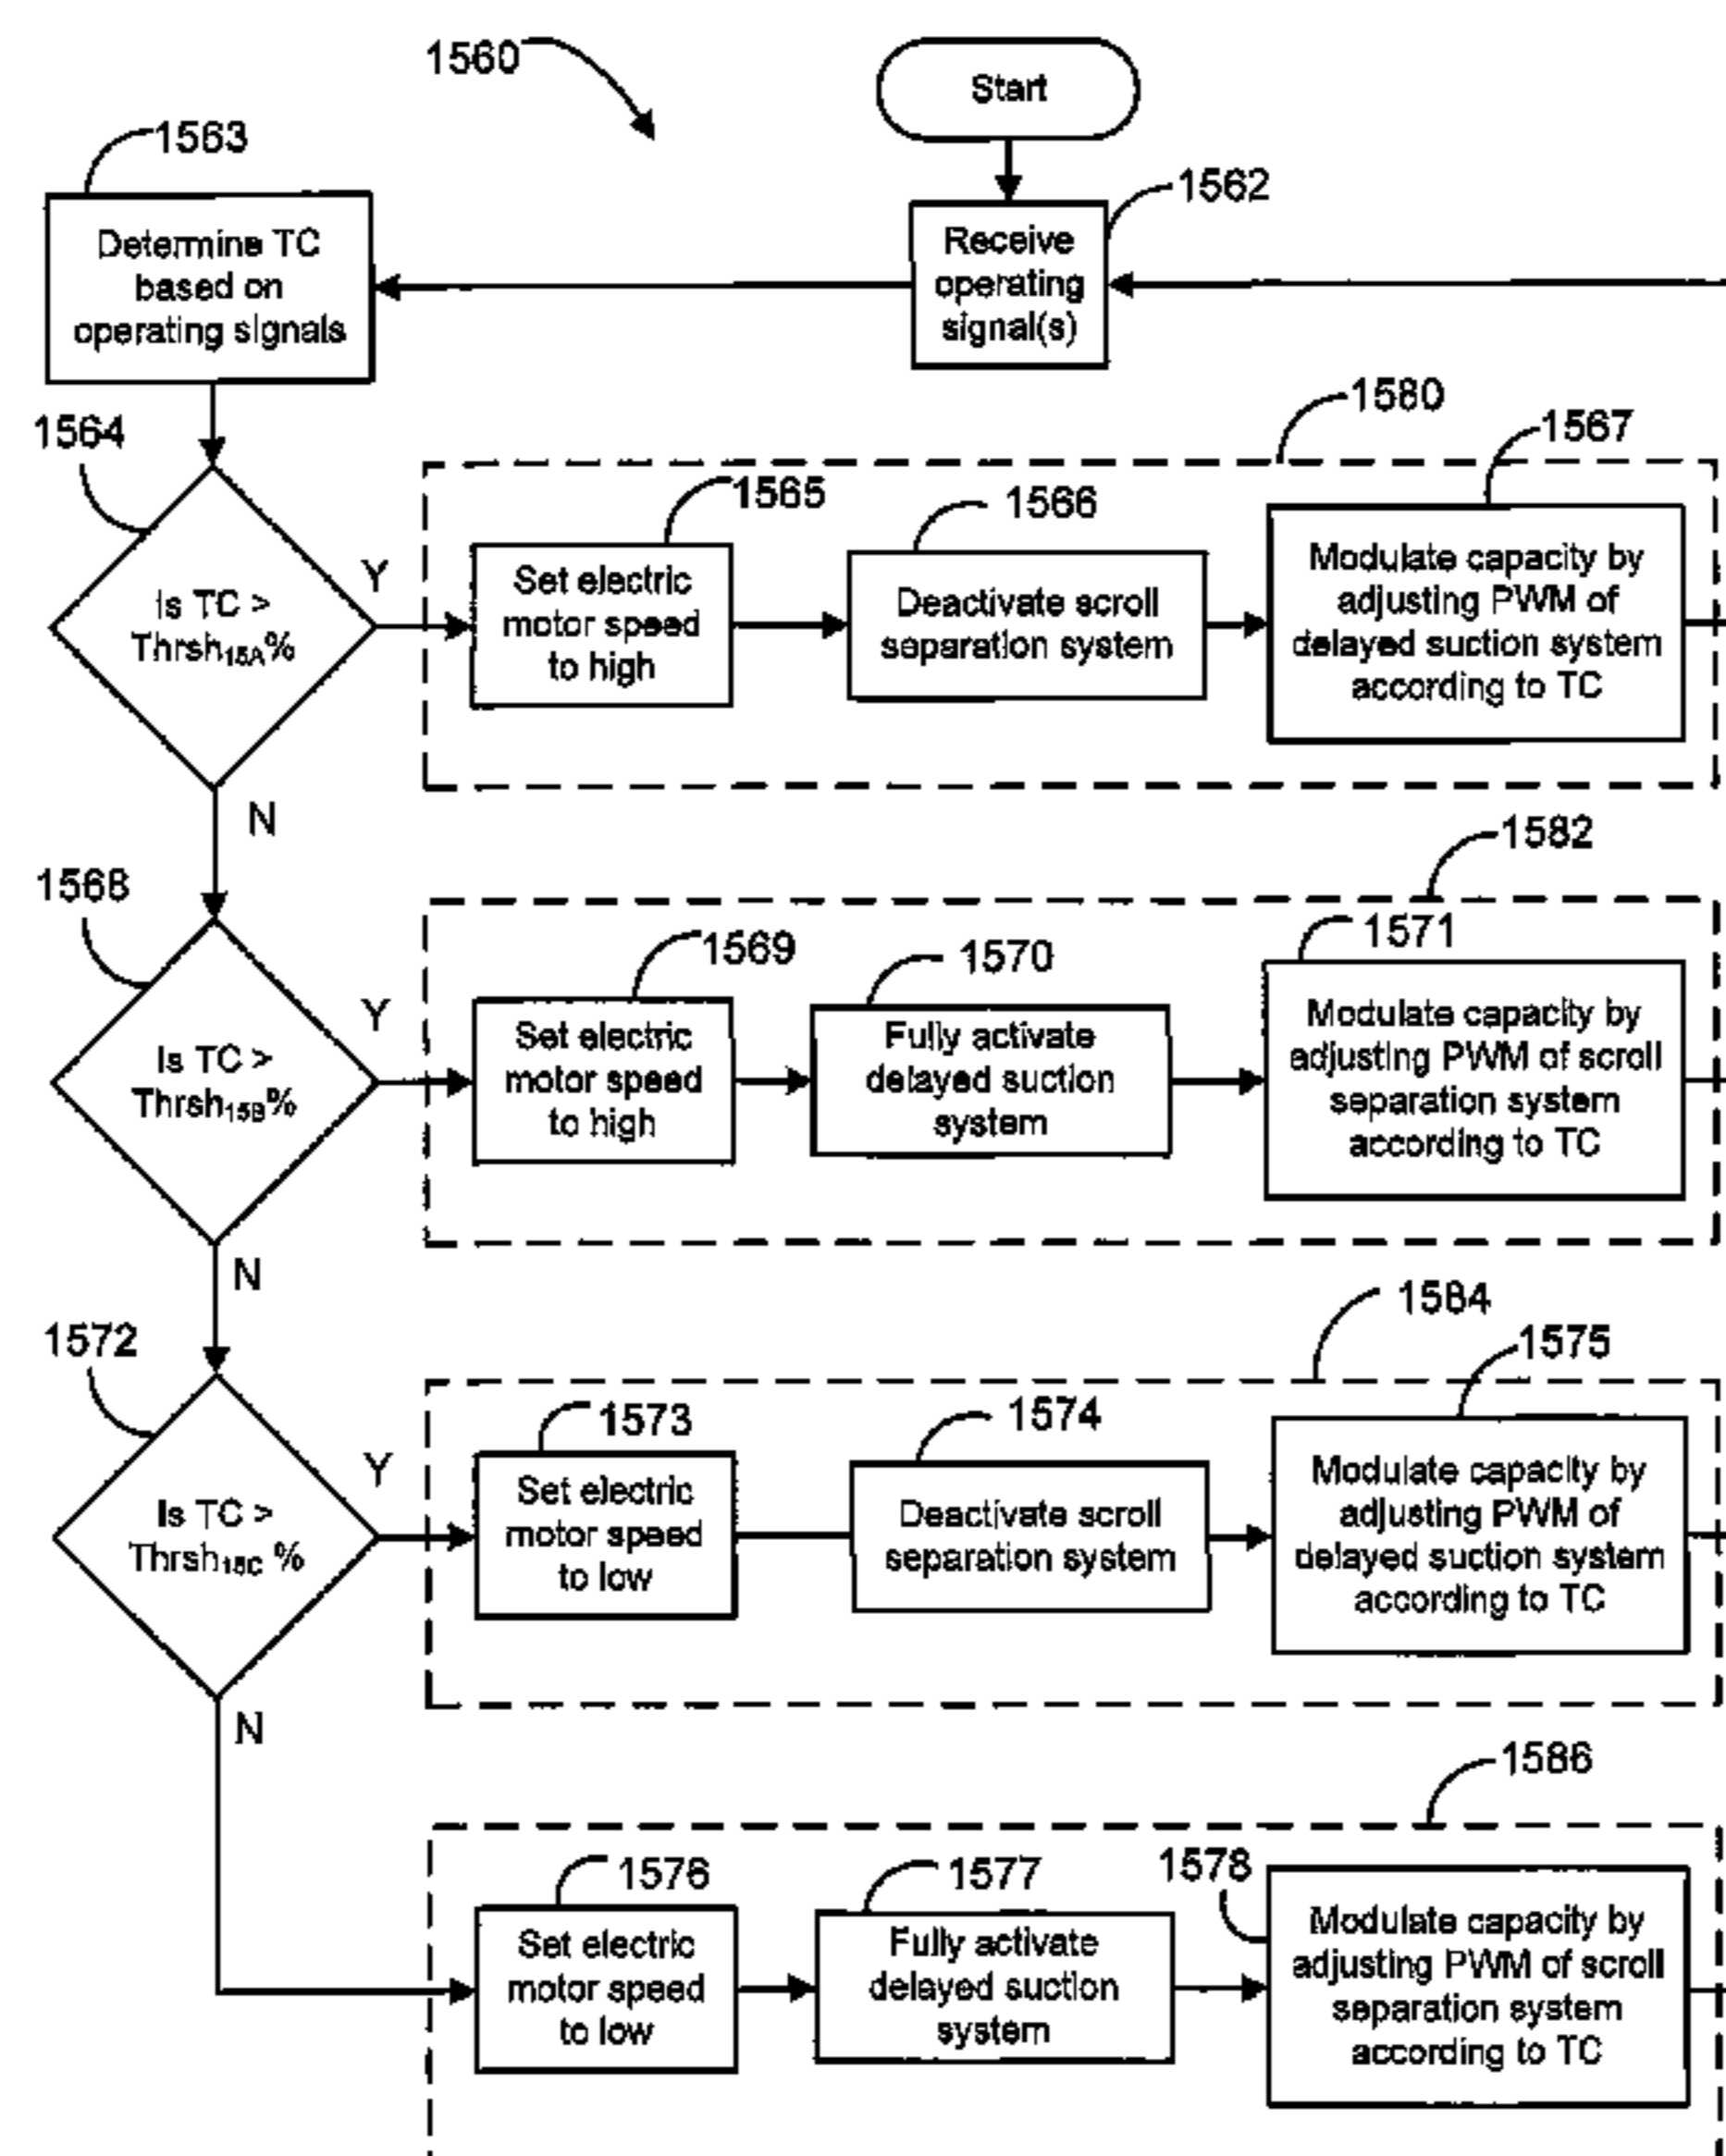 1560
Start
1563
1562
Determine TC
based on
operating signals
Receive
operating
signal(s)
1580
1567
1564
1565
1566
Is TC >
Thrsh15A%
Y
Set electric
motor speed
to high
Deactivate scroll
separation system
Modulate capacity by
adjusting PWM of
delayed suction system
according to TC
N
1582
1568
1569
1570
1571
Is TC >
Thrsh15B%
Y
Set electric
motor speed
to high
Fully activate
delayed suction
system
Modulate capacity by
adjusting PWM of scroll
separation system
according to TC
N
1584
1572
1573
1574
1575
Is TC >
Thrsh15C %
Y
Set electric
motor speed
to low
Deactivate scroll
separation system
Modulate capacity by
adjusting PWM of
delayed suction system
according to TC
N
1586
1576
1577
1578
Set electric
motor speed
to low
Fully activate
delayed suction
system
Modulate capacity by
adjusting PWM of scroll
separation system
according to TC